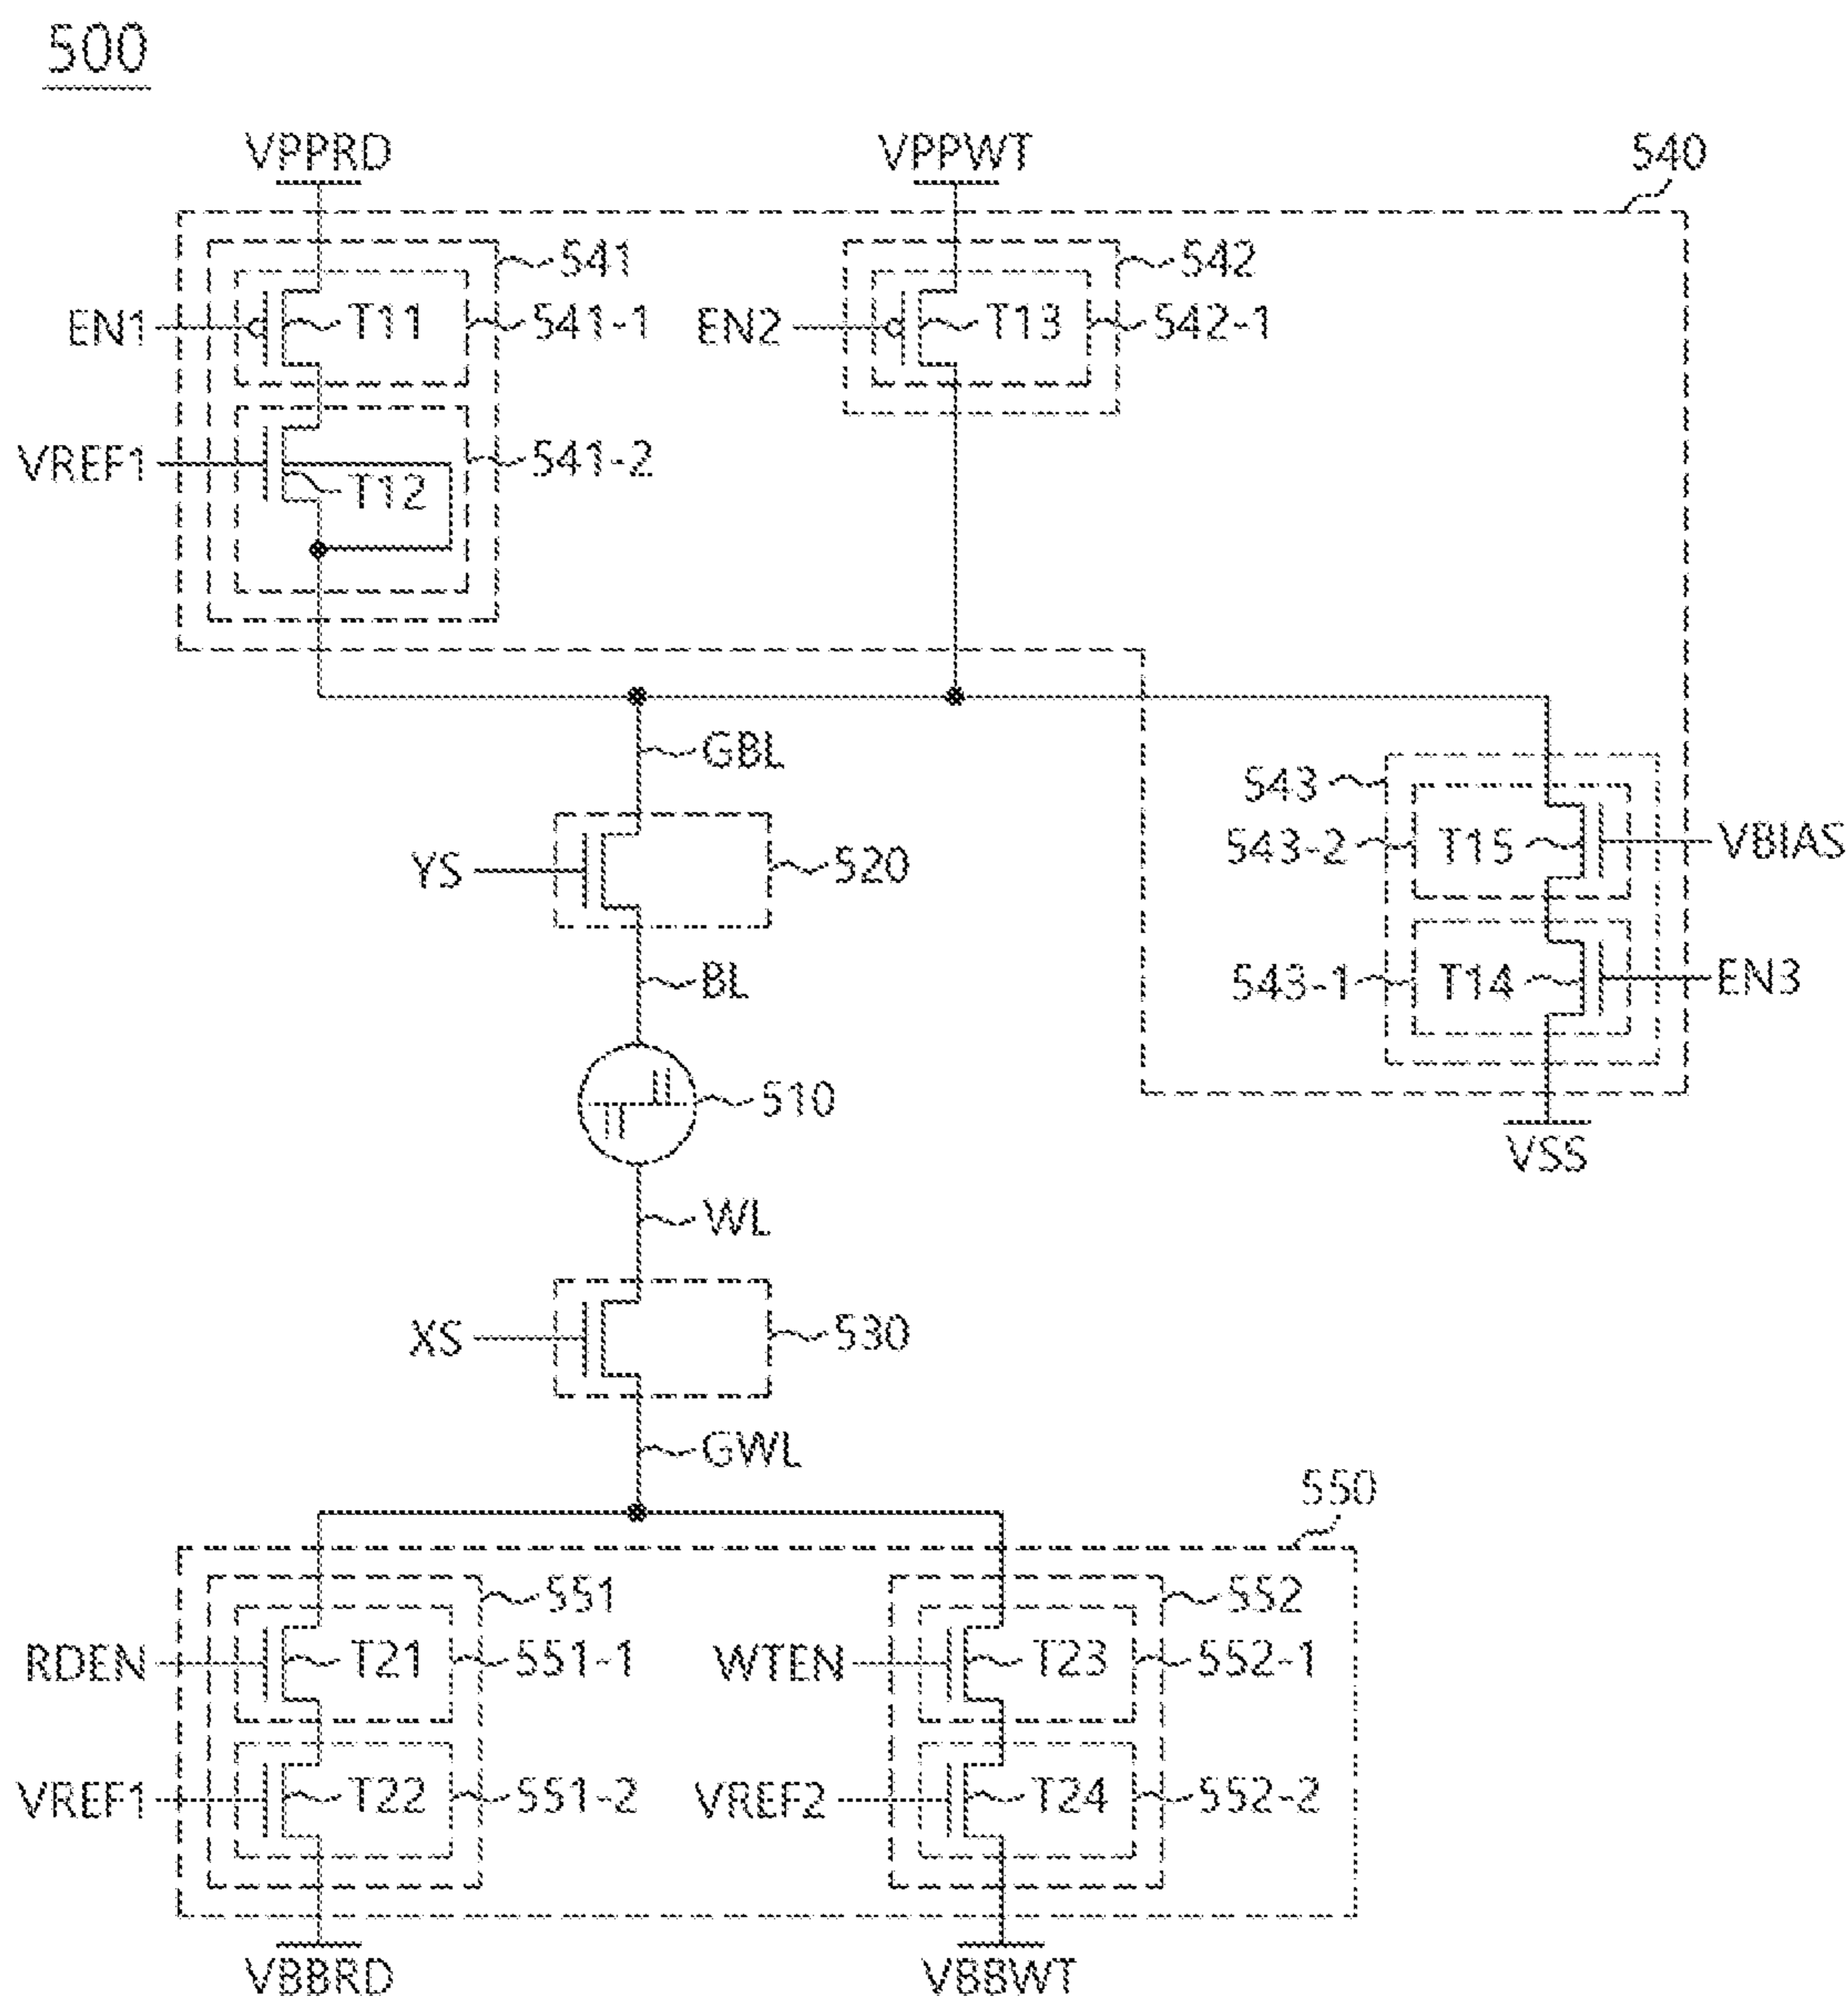 500
VPPRD VPPWT 540
541 542
EN1 T11 541-1 EN2 T13 542-1
VREF1 T12 541-2
GBL
543
543-2 T15 VBIAS
YS 520
BL
543-1 T14 EN3
510
VSS
WL
XS 530
GWL
550
551 552
RDEN T21 551-1 WTEN T23 552-1
VREF1 T22 551-2 VREF2 T24 552-2
VBBRD VBBWT